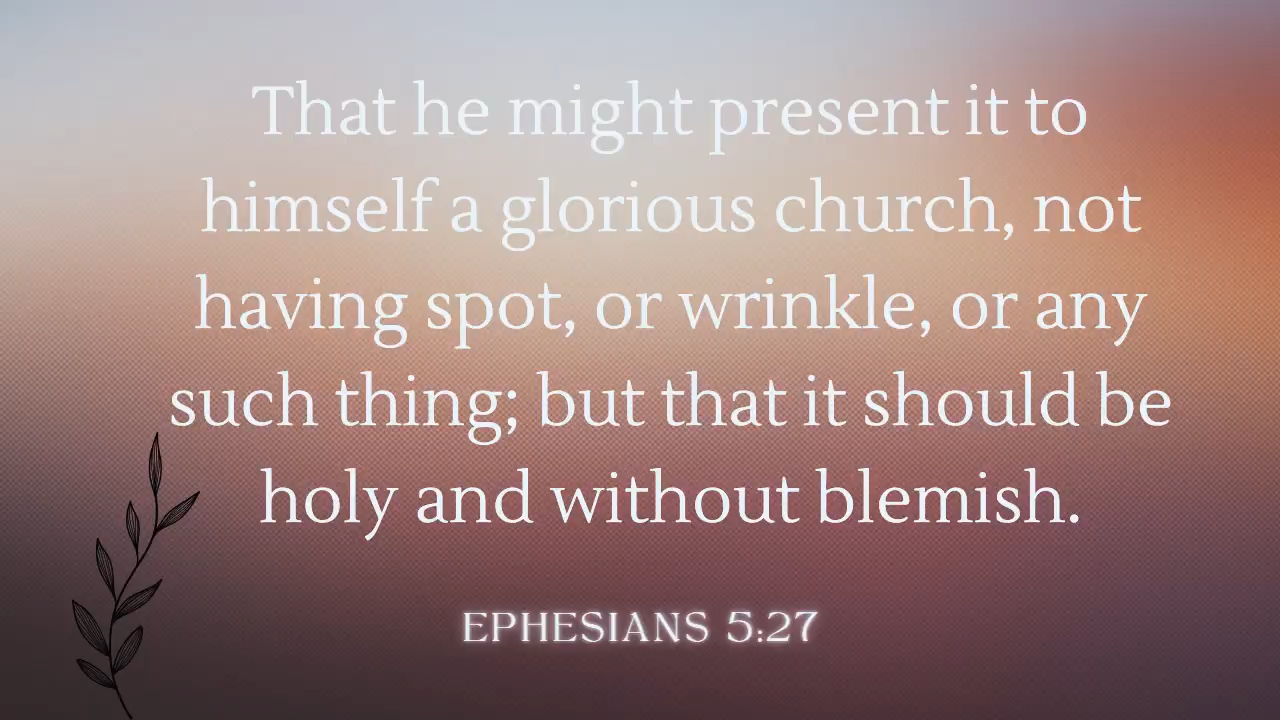 That he might present it to
himself a glorious church, not
having spot, or wrinkle, or any
such thing; but that it should be
holy and without blemish.
EPHESIANS 5:27